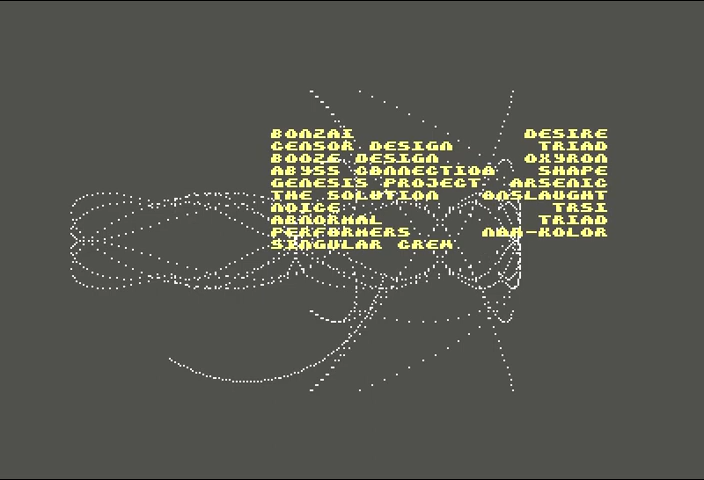 BONZAI DESIRE
CENSOR DESIGN TRIAD
BOOZE DESIGN OXYRON
ABYSS CONNECTION SHAPE
GENESIS PROJECT ARSENIC
THE SOLUTION ONSLAUGHT
NOICE TRSI
ABNORMAL TRIAD
PERFORMERS NAH-KOLOR
SINGULAR CREW